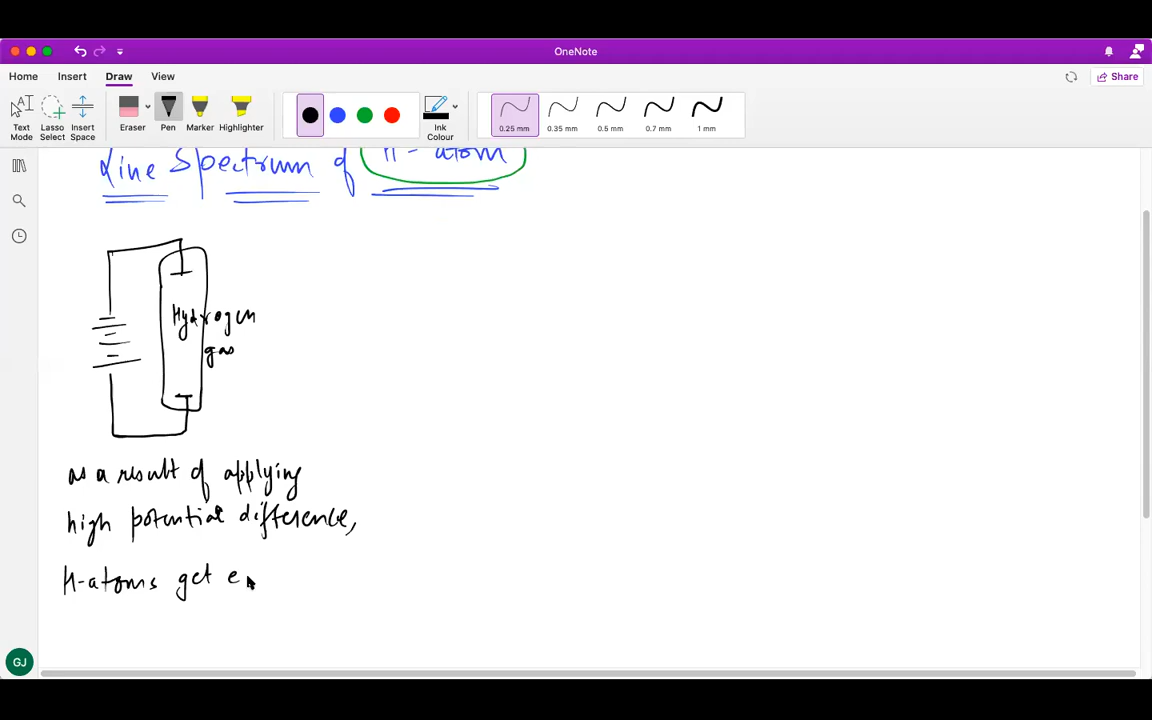 OneNote
Home Insert Draw View
Share
Text Mode Lasso Select Insert Space Eraser Pen Marker Highlighter 0.25 mm 0.35 mm 0.5 mm 0.7 mm 1 mm Ink Colour
Line Spectrum of H-atom
Hydrogen
gas
as a result of applying
high potential difference,
H-atoms get e
GJ